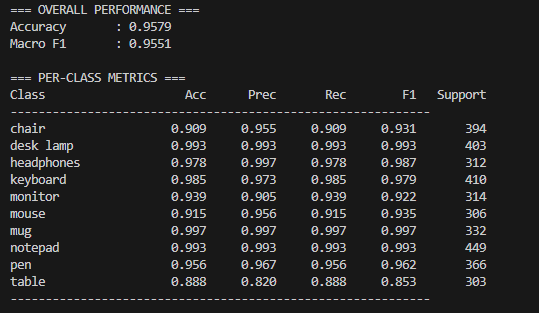 === OVERALL PERFORMANCE ===
Accuracy       : 0.9579
Macro F1       : 0.9551
=== PER-CLASS METRICS ===
Class                    Acc      Prec       Rec        F1   Support
------------------------------------------------------------
chair                  0.909     0.955     0.909     0.931       394
desk lamp              0.993     0.993     0.993     0.993       403
headphones             0.978     0.997     0.978     0.987       312
keyboard               0.985     0.973     0.985     0.979       410
monitor                0.939     0.905     0.939     0.922       314
mouse                  0.915     0.956     0.915     0.935       306
mug                    0.997     0.997     0.997     0.997       332
notepad                0.993     0.993     0.993     0.993       449
pen                    0.956     0.967     0.956     0.962       366
table                  0.888     0.820     0.888     0.853       303
------------------------------------------------------------